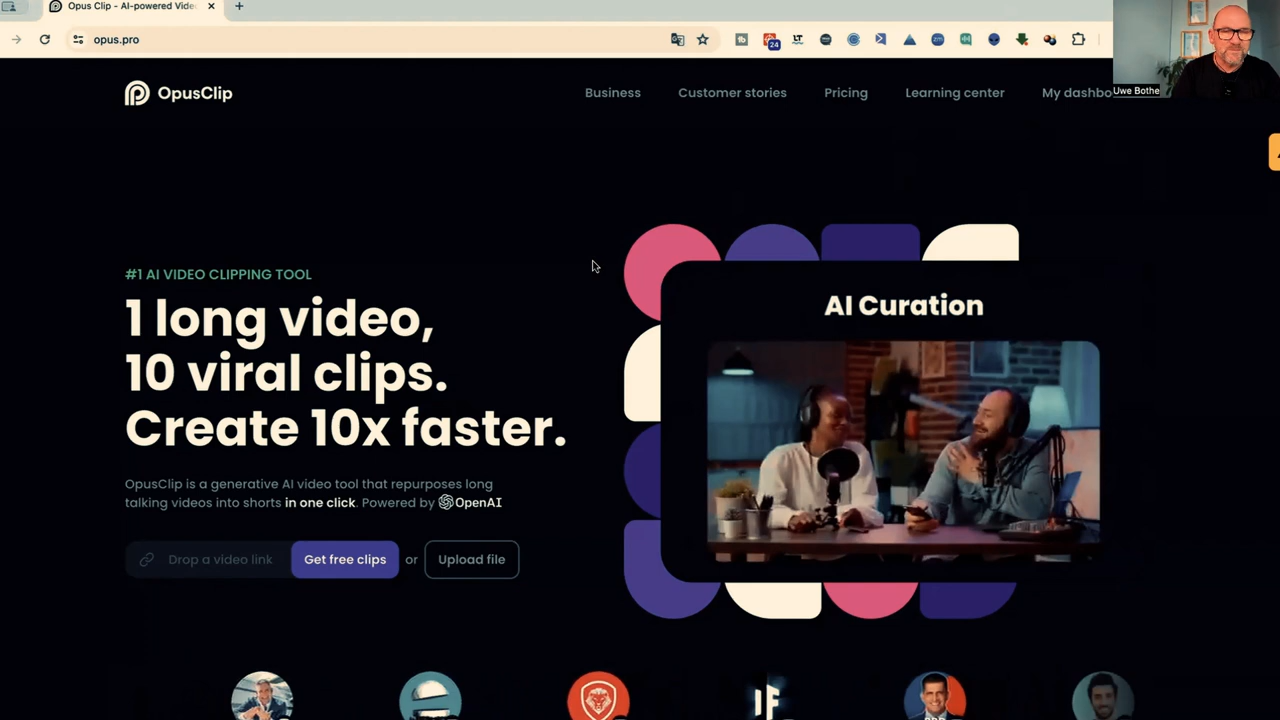 Opus Clip - AI-powered Vide
opus.pro
24
OpusClip
Business
Customer stories
Pricing
Learning center
My dashbo
Uwe Bothe
#1 AI VIDEO CLIPPING TOOL
1 long video,
10 viral clips.
Create 10x faster.
OpusClip is a generative AI video tool that repurposes long
talking videos into shorts in one click. Powered by OpenAI
Drop a video link
Get free clips
or
Upload file
AI Curation